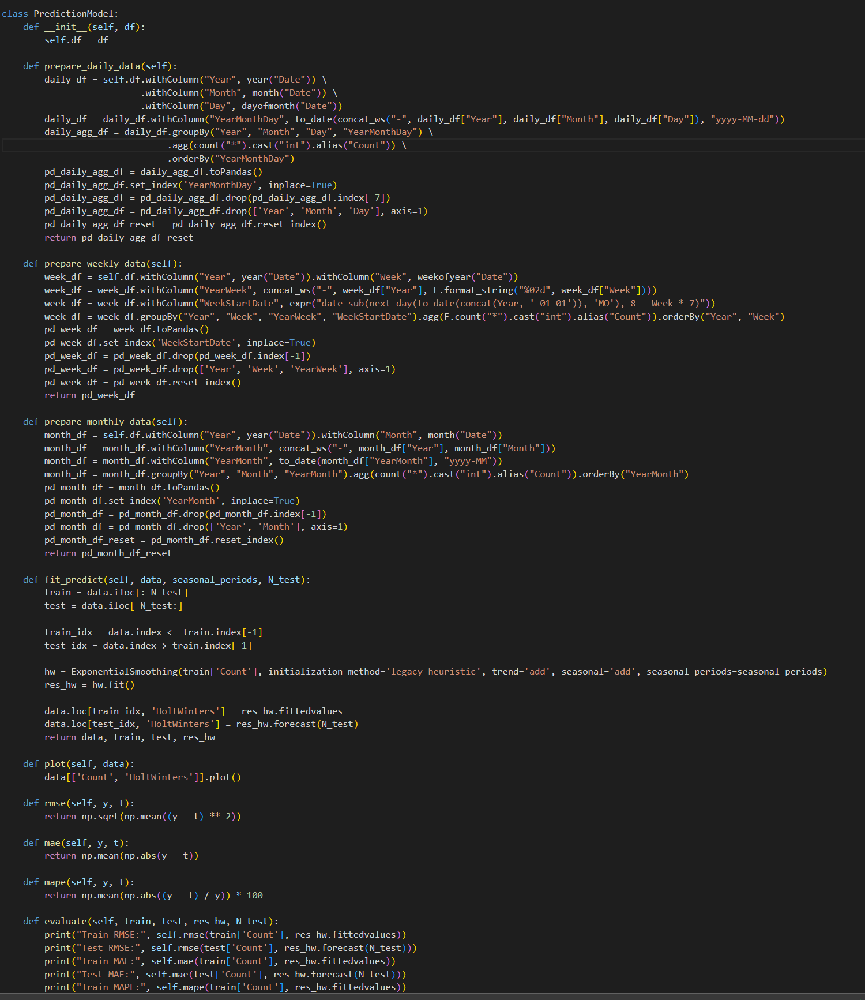 class PredictionModel:
    def __init__(self, df):
        self.df = df

    def prepare_daily_data(self):
        daily_df = self.df.withColumn("Year", year("Date")) \
                          .withColumn("Month", month("Date")) \
                          .withColumn("Day", dayofmonth("Date"))
        daily_df = daily_df.withColumn("YearMonthDay", to_date(concat_ws("-", daily_df["Year"], daily_df["Month"], daily_df["Day"]), "yyyy-MM-dd"))
        daily_agg_df = daily_df.groupBy("Year", "Month", "Day", "YearMonthDay") \
                               .agg(count("*").cast("int").alias("Count")) \
                               .orderBy("YearMonthDay")
        pd_daily_agg_df = daily_agg_df.toPandas()
        pd_daily_agg_df.set_index('YearMonthDay', inplace=True)
        pd_daily_agg_df = pd_daily_agg_df.drop(pd_daily_agg_df.index[-7])
        pd_daily_agg_df = pd_daily_agg_df.drop(['Year', 'Month', 'Day'], axis=1)
        pd_daily_agg_df_reset = pd_daily_agg_df.reset_index()
        return pd_daily_agg_df_reset

    def prepare_weekly_data(self):
        week_df = self.df.withColumn("Year", year("Date")).withColumn("Week", weekofyear("Date"))
        week_df = week_df.withColumn("YearWeek", concat_ws("-", week_df["Year"], F.format_string("%02d", week_df["Week"])))
        week_df = week_df.withColumn("WeekStartDate", expr("date_sub(next_day(to_date(concat(Year, '-01-01')), 'MO'), 8 - Week * 7)"))
        week_df = week_df.groupBy("Year", "Week", "YearWeek", "WeekStartDate").agg(F.count("*").cast("int").alias("Count")).orderBy("Year", "Week")
        pd_week_df = week_df.toPandas()
        pd_week_df.set_index('WeekStartDate', inplace=True)
        pd_week_df = pd_week_df.drop(pd_week_df.index[-1])
        pd_week_df = pd_week_df.drop(['Year', 'Week', 'YearWeek'], axis=1)
        pd_week_df = pd_week_df.reset_index()
        return pd_week_df

    def prepare_monthly_data(self):
        month_df = self.df.withColumn("Year", year("Date")).withColumn("Month", month("Date"))
        month_df = month_df.withColumn("YearMonth", concat_ws("-", month_df["Year"], month_df["Month"]))
        month_df = month_df.withColumn("YearMonth", to_date(month_df["YearMonth"], "yyyy-MM"))
        month_df = month_df.groupBy("Year", "Month", "YearMonth").agg(count("*").cast("int").alias("Count")).orderBy("YearMonth")
        pd_month_df = month_df.toPandas()
        pd_month_df.set_index('YearMonth', inplace=True)
        pd_month_df = pd_month_df.drop(pd_month_df.index[-1])
        pd_month_df = pd_month_df.drop(['Year', 'Month'], axis=1)
        pd_month_df_reset = pd_month_df.reset_index()
        return pd_month_df_reset

    def fit_predict(self, data, seasonal_periods, N_test):
        train = data.iloc[:-N_test]
        test = data.iloc[-N_test:]

        train_idx = data.index <= train.index[-1]
        test_idx = data.index > train.index[-1]

        hw = ExponentialSmoothing(train['Count'], initialization_method='legacy-heuristic', trend='add', seasonal='add', seasonal_periods=seasonal_periods)
        res_hw = hw.fit()

        data.loc[train_idx, 'HoltWinters'] = res_hw.fittedvalues
        data.loc[test_idx, 'HoltWinters'] = res_hw.forecast(N_test)
        return data, train, test, res_hw

    def plot(self, data):
        data[['Count', 'HoltWinters']].plot()

    def rmse(self, y, t):
        return np.sqrt(np.mean((y - t) ** 2))

    def mae(self, y, t):
        return np.mean(np.abs(y - t))

    def mape(self, y, t):
        return np.mean(np.abs((y - t) / y)) * 100

    def evaluate(self, train, test, res_hw, N_test):
        print("Train RMSE:", self.rmse(train['Count'], res_hw.fittedvalues))
        print("Test RMSE:", self.rmse(test['Count'], res_hw.forecast(N_test)))
        print("Train MAE:", self.mae(train['Count'], res_hw.fittedvalues))
        print("Test MAE:", self.mae(test['Count'], res_hw.forecast(N_test)))
        print("Train MAPE:", self.mape(train['Count'], res_hw.fittedvalues))